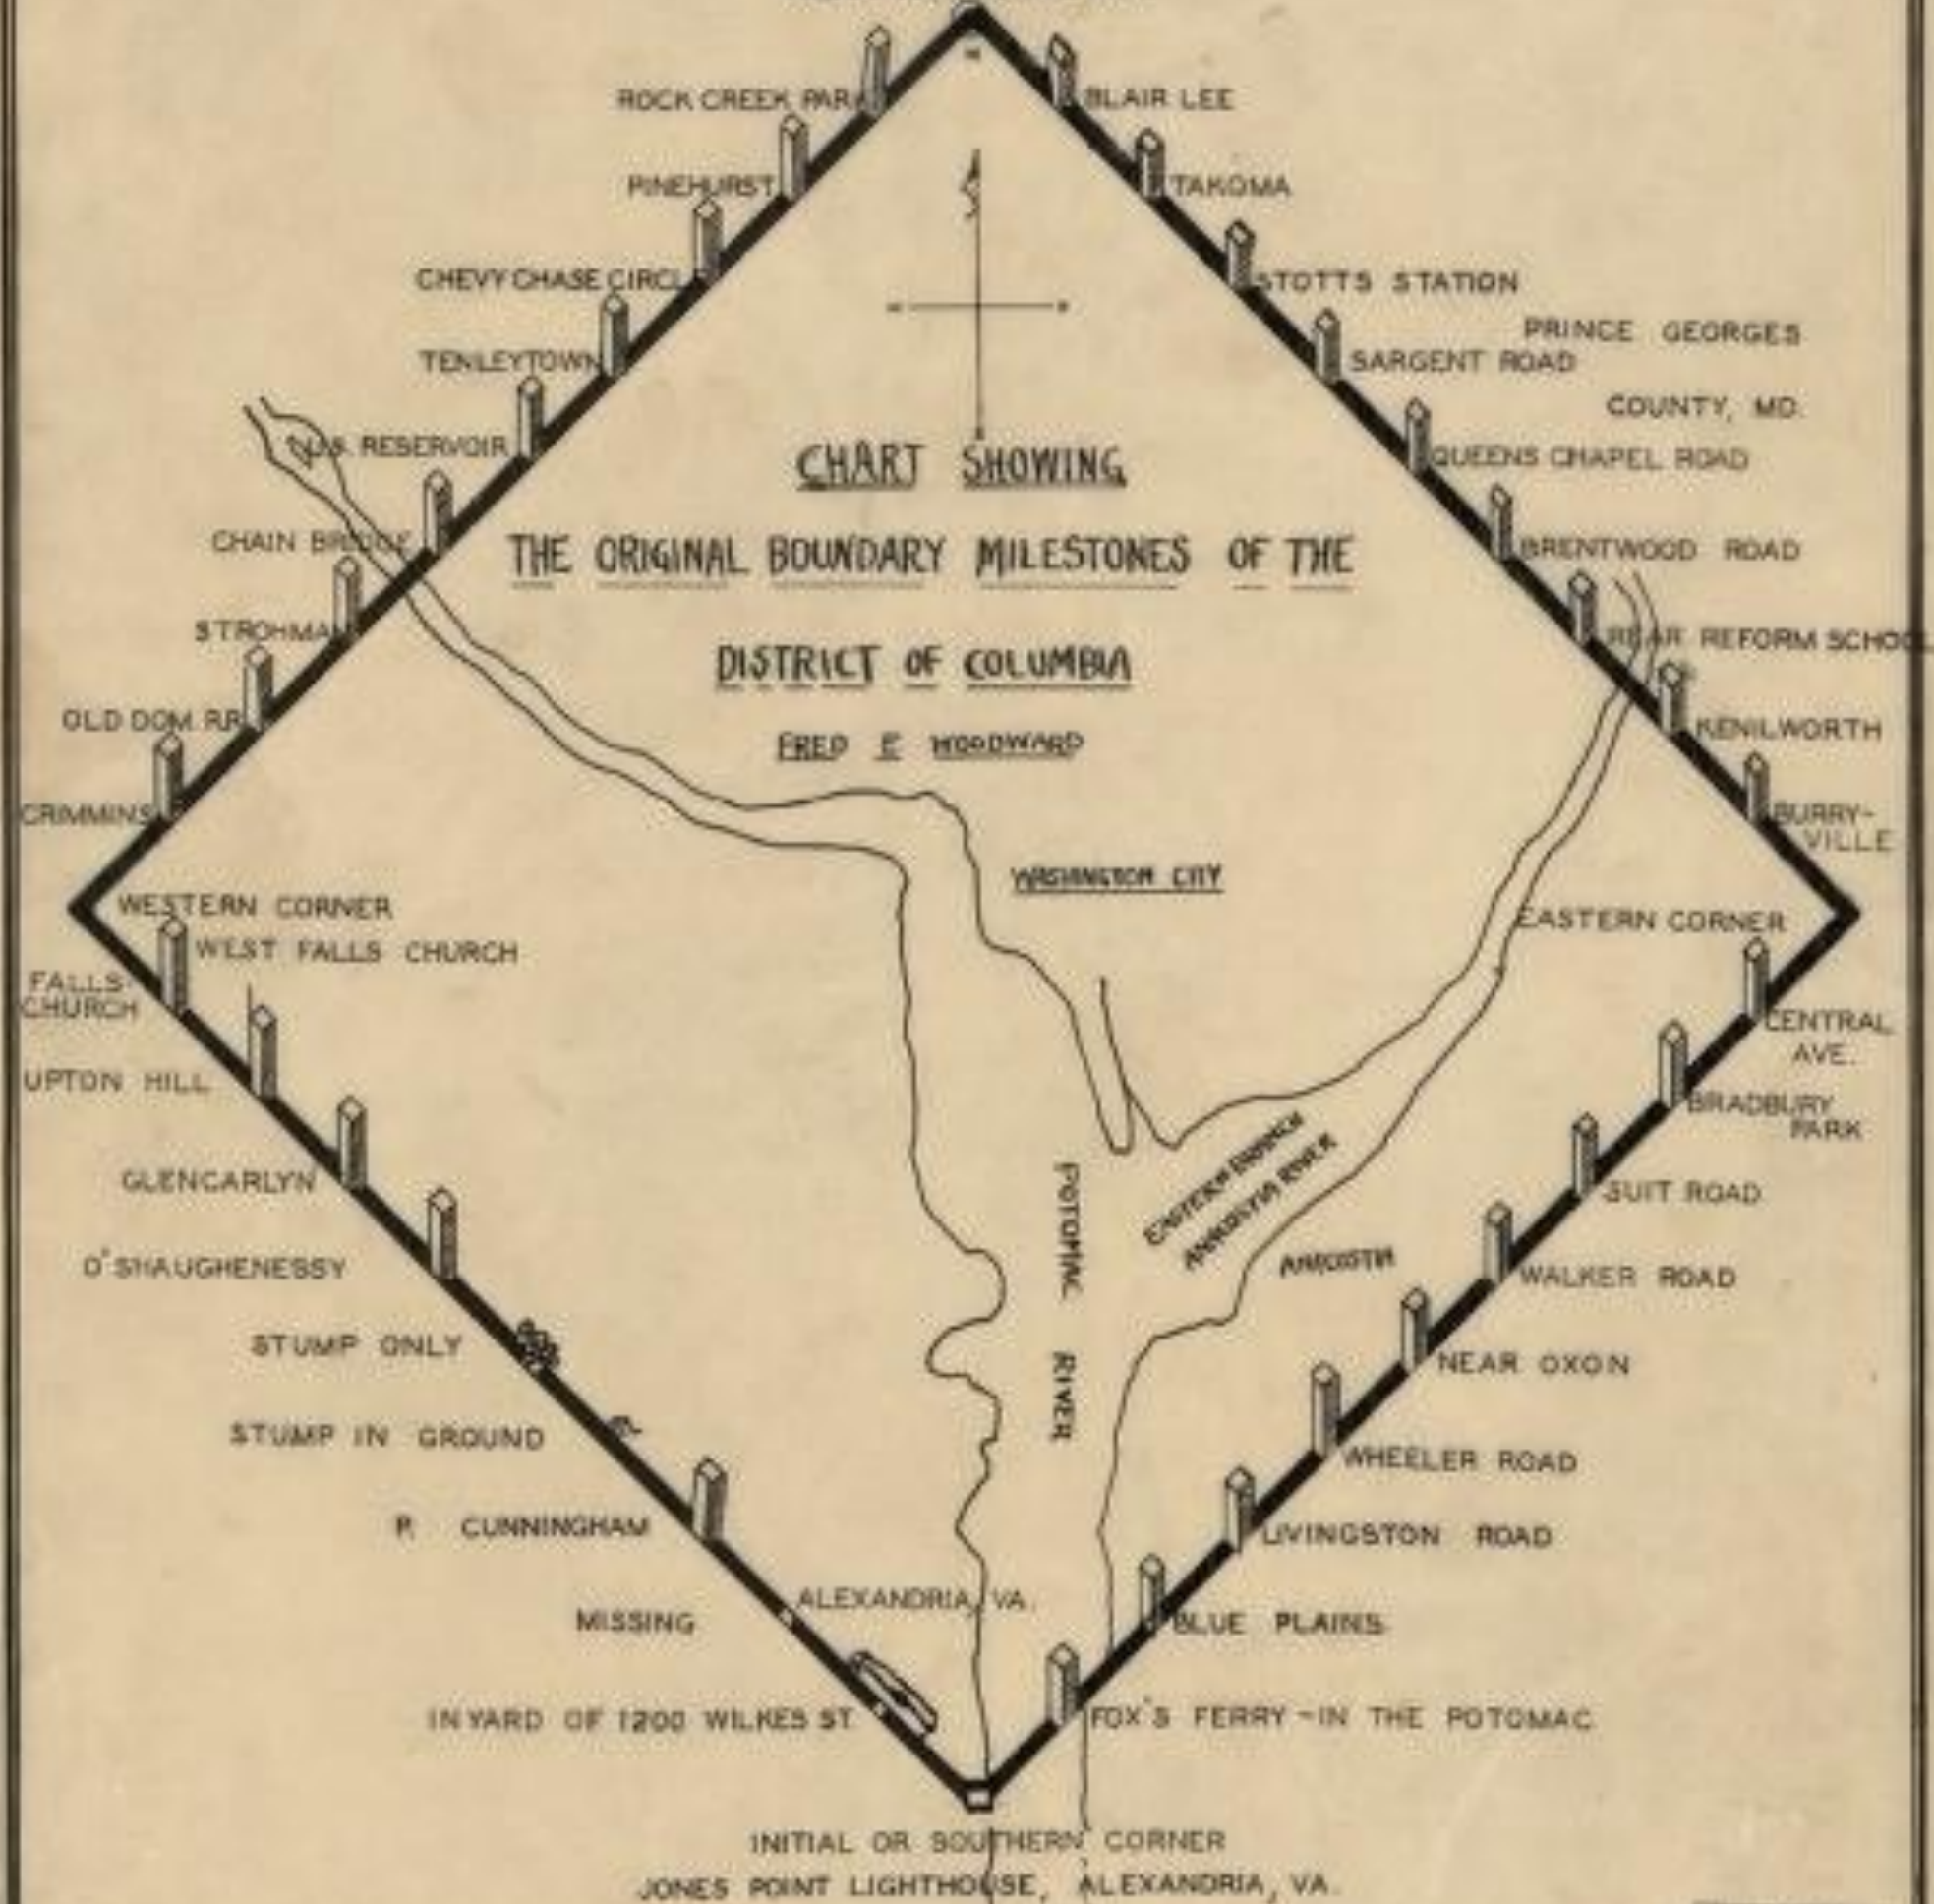 ROCK CREEK PARK
BLAIR LEE
PINEHURST
TAKOMA
CHEVY CHASE CIRCLE
STOTTS STATION
PRINCE GEORGES
COUNTY, MD.
TENLEYTOWN
SARGENT ROAD
U.S. RESERVOIR
QUEENS CHAPEL ROAD
CHART SHOWING
THE ORIGINAL BOUNDARY MILESTONES OF THE
DISTRICT OF COLUMBIA
FRED E WOODWARD
CHAIN BRIDGE
BRENTWOOD ROAD
STROHMAN
REAR REFORM SCHOOL
OLD DOM. R.R.
KENILWORTH
CRIMMINS
BURRY-
VILLE
WASHINGTON CITY
WESTERN CORNER
EASTERN CORNER
WEST FALLS CHURCH
FALLS
CHURCH
CENTRAL
AVE.
UPTON HILL
BRADBURY
PARK
GLENCARLYN
SUIT ROAD
EASTERN BRANCH
ANACOSTIA RIVER
ANACOSTIA
POTOMAC RIVER
O'SHAUGHENESSY
WALKER ROAD
STUMP ONLY
NEAR OXON
STUMP IN GROUND
WHEELER ROAD
P. CUNNINGHAM
LIVINGSTON ROAD
ALEXANDRIA, VA.
MISSING
BLUE PLAINS
IN YARD OF 1200 WILKES ST.
FOX'S FERRY - IN THE POTOMAC
INITIAL OR SOUTHERN CORNER
JONES POINT LIGHTHOUSE, ALEXANDRIA, VA.